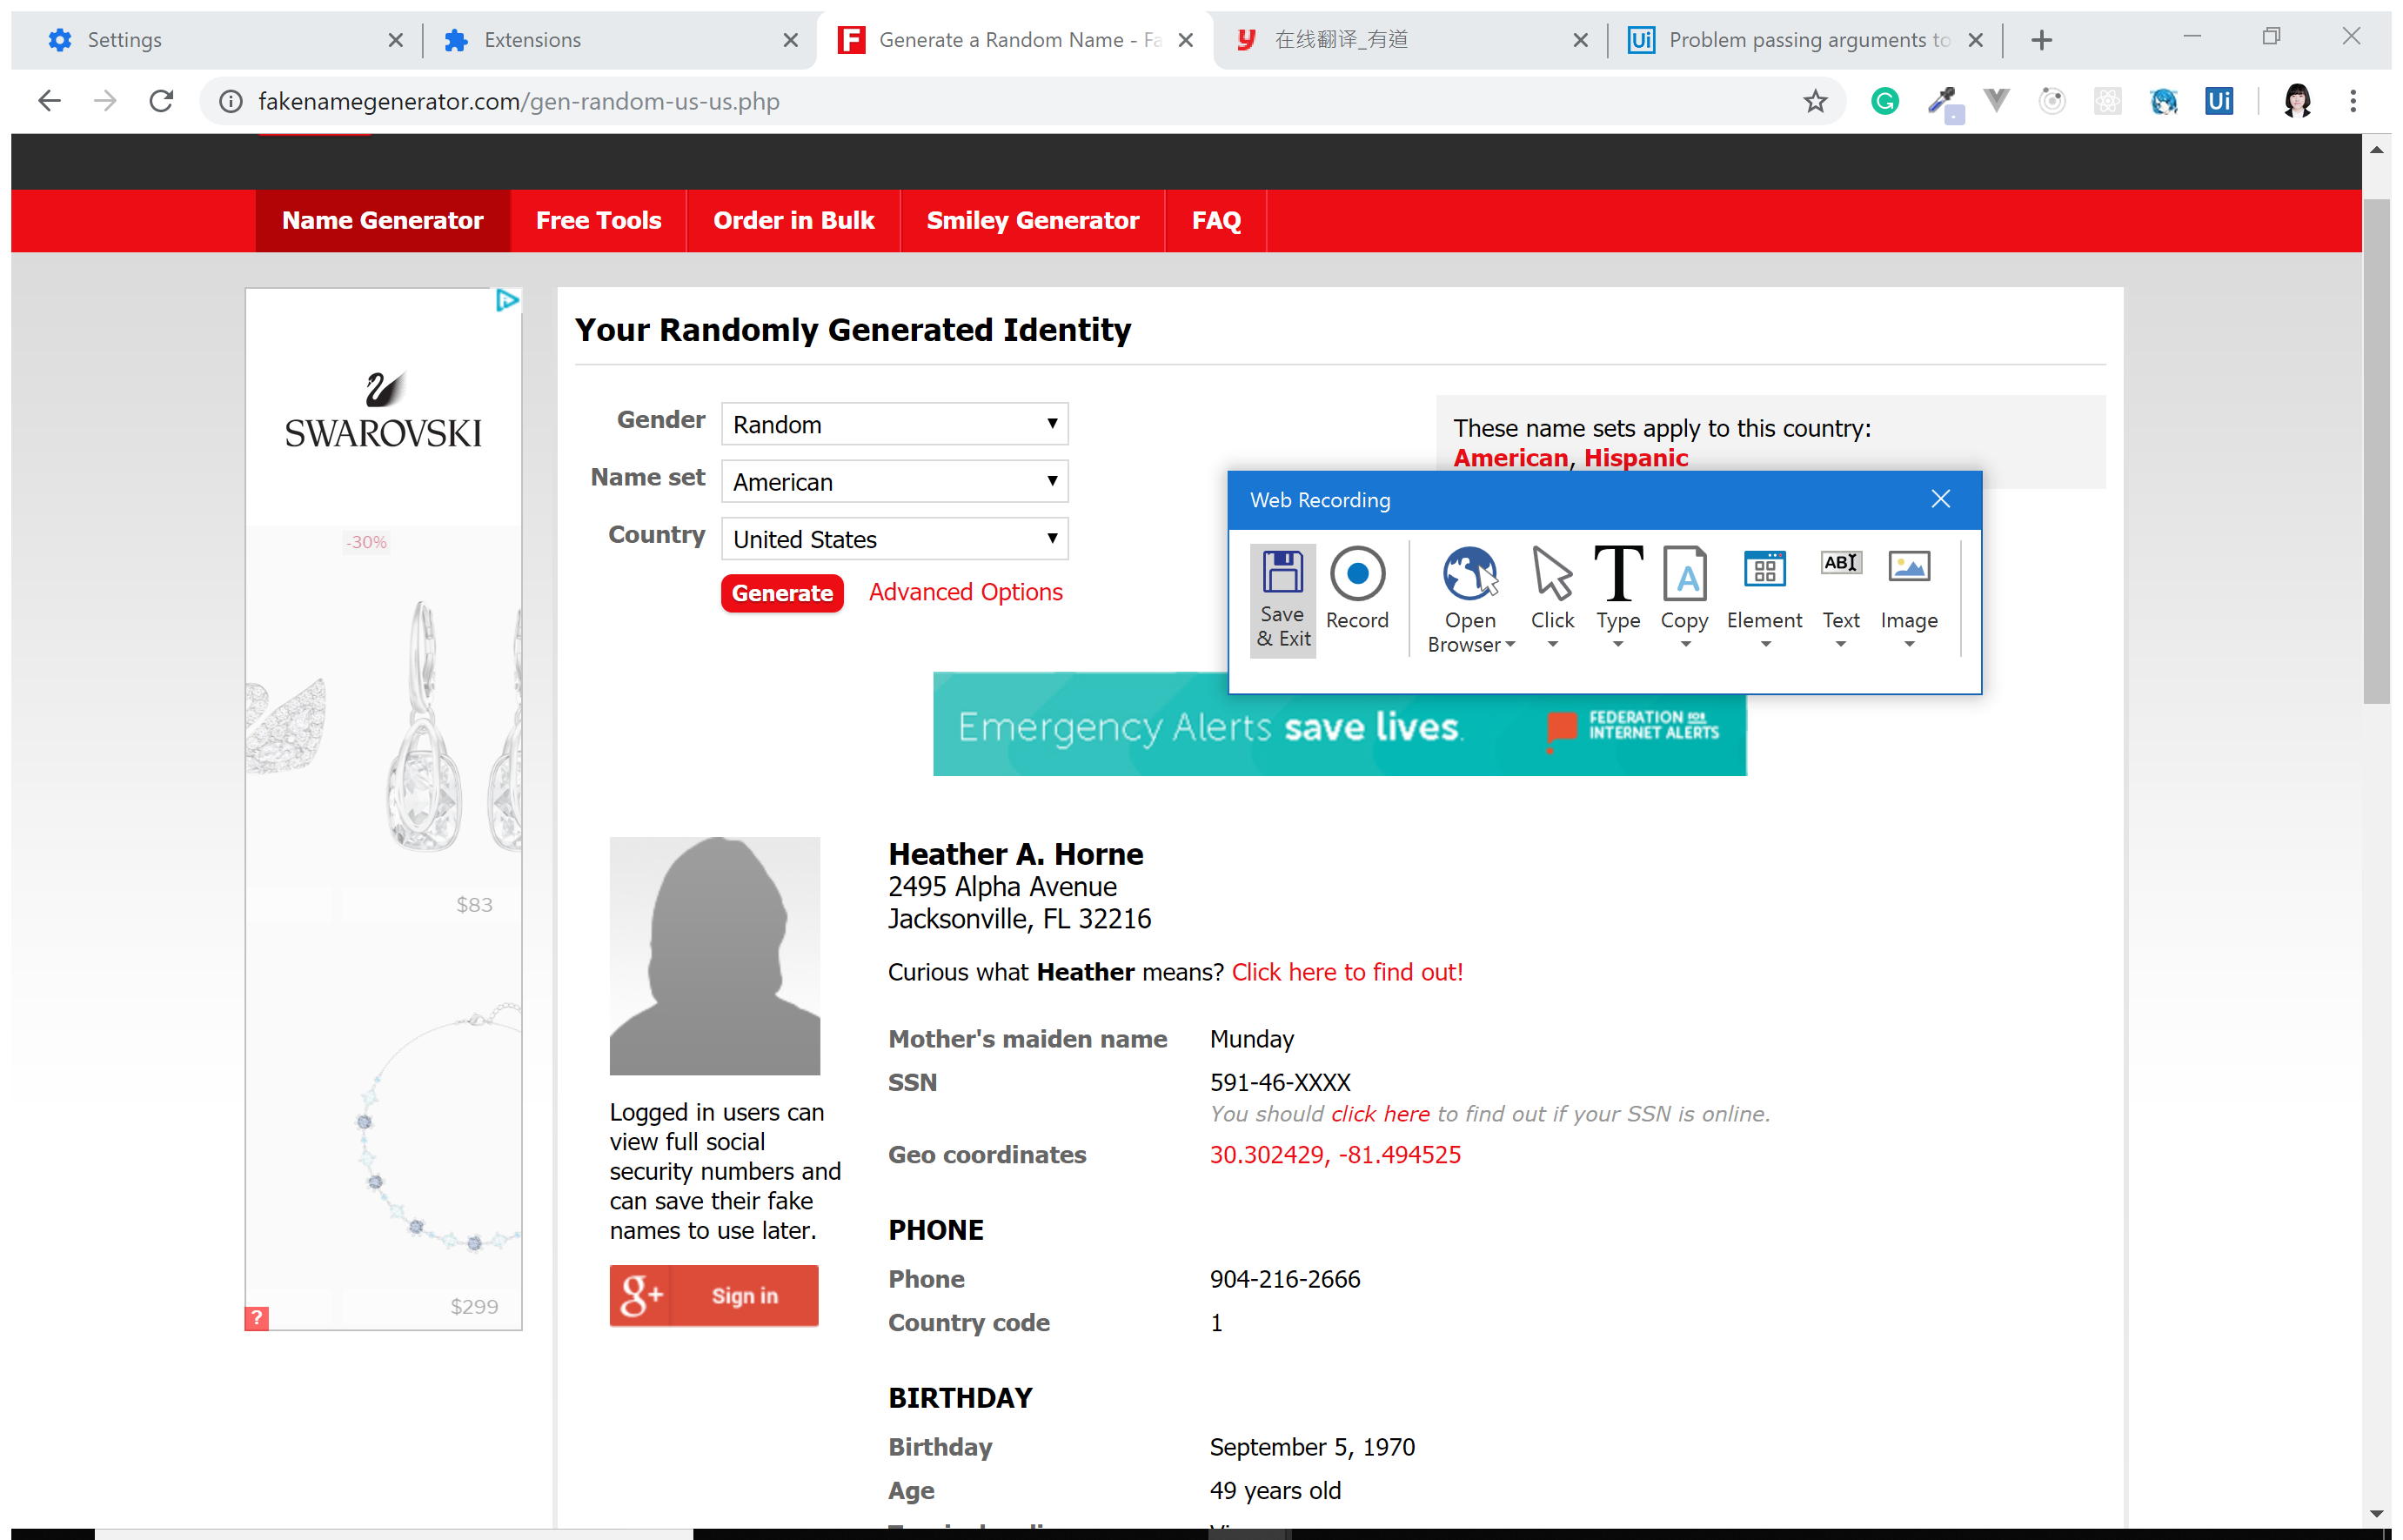 Settings
Extensions
Generate a Random Name - Fa
在线翻译_有道
Ui
Problem passing arguments to
fakenamegenerator.com/gen-random-us-us.php
Ui
Name Generator
Free Tools
Order in Bulk
Smiley Generator
FAQ
SWAROVSKI
-30%
$83
$299
?
Your Randomly Generated Identity
Gender
Random
Name set
American
Country
United States
Generate
Advanced Options
These name sets apply to this country:
American, Hispanic
Web Recording
Save
& Exit
Record
Open
Browser
Click
Type
Copy
Element
Text
Image
Emergency Alerts save lives.
FEDERATION FOR
INTERNET ALERTS
Heather A. Horne
2495 Alpha Avenue
Jacksonville, FL 32216
Curious what Heather means? Click here to find out!
Mother's maiden name
Munday
SSN
591-46-XXXX
You should click here to find out if your SSN is online.
Geo coordinates
30.302429, -81.494525
Logged in users can
view full social
security numbers and
can save their fake
names to use later.
g+ Sign in
PHONE
Phone
904-216-2666
Country code
1
BIRTHDAY
Birthday
September 5, 1970
Age
49 years old